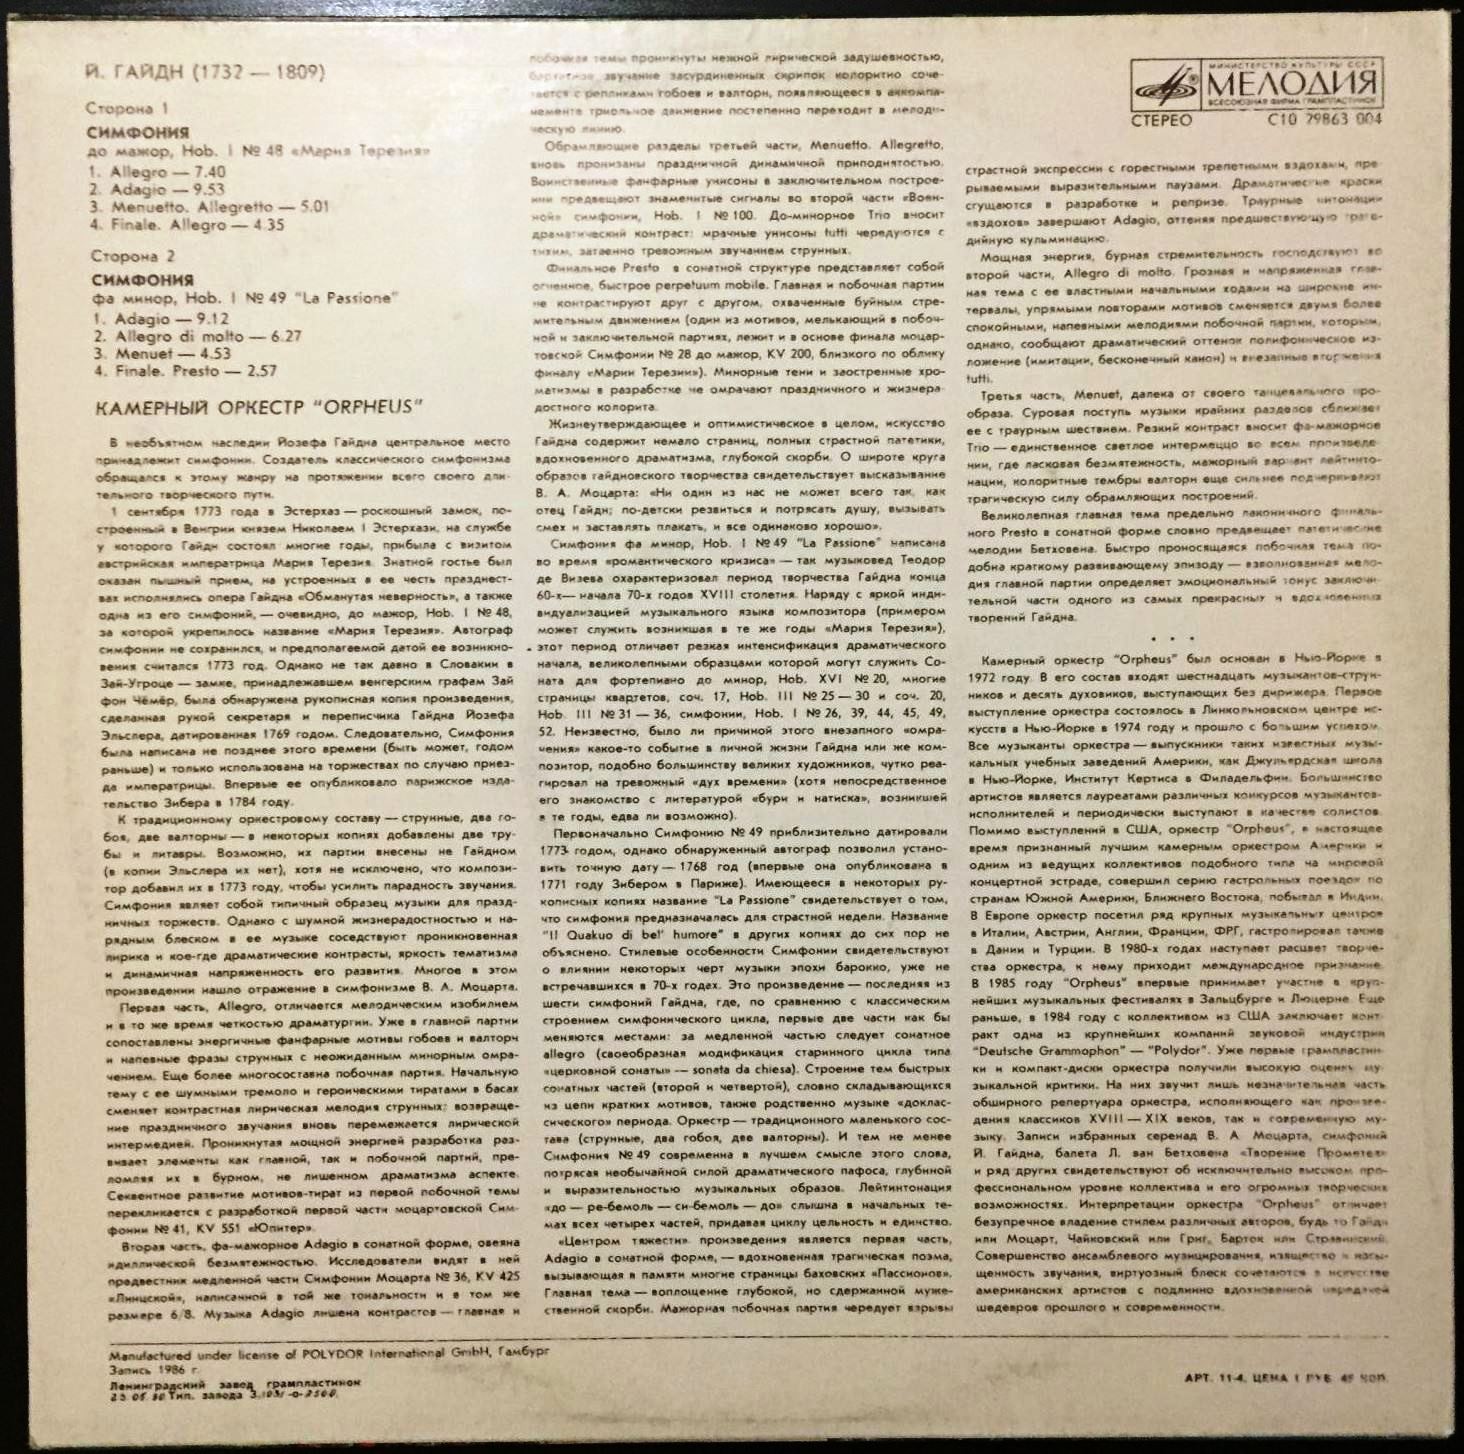 Й. ГАЙДН (1732 — 1809)
Сторона 1
СИМФОНИЯ
до мажор, Hob. I № 48 «Мария Терезия»
1. Allegro — 7.40
2. Adagio — 9.53
3. Menuetto. Allegretto — 5.01
4. Finale. Allegro — 4.35
Сторона 2
СИМФОНИЯ
фа минор, Hob. I № 49 "La Passione"
1. Adagio — 9.12
2. Allegro di molto — 6.27
3. Menuet — 4.53
4. Finale. Presto — 2.57
КАМЕРНЫЙ ОРКЕСТР "ORPHEUS"
В необъятном наследии Йозефа Гайдна центральное место
принадлежит симфонии. Создатель классического симфонизма
обращался к этому жанру на протяжении всего своего дли-
тельного творческого пути.
1 сентября 1773 года в Эстерхаз — роскошный замок, по-
строенный в Венгрии князем Николаем I Эстерхази, на службе
у которого Гайдн состоял многие годы, прибыла с визитом
австрийская императрица Мария Терезия. Знатной гостье был
оказан пышный прием, на устроенных в ее честь празднест-
вах исполнялись опера Гайдна «Обманутая неверность», а также
одна из его симфоний, — очевидно, до мажор, Hob. I № 48,
за которой укрепилось название «Мария Терезия». Автограф
симфонии не сохранился, и предполагаемой датой ее возникно-
вения считался 1773 год. Однако не так давно в Словакии в
Зай-Угроце — замке, принадлежавшем венгерским графам Зай
фон Чёмёр, была обнаружена рукописная копия произведения,
сделанная рукой секретаря и переписчика Гайдна Йозефа
Эльслера, датированная 1769 годом. Следовательно, Симфония
была написана не позднее этого времени (быть может, годом
раньше) и только использована на торжествах по случаю приез-
да императрицы. Впервые ее опубликовало парижское изда-
тельство Зибера в 1784 году.
К традиционному оркестровому составу — струнные, два го-
боя, две валторны — в некоторых копиях добавлены две тру-
бы и литавры. Возможно, их партии внесены не Гайдном
(в копии Эльслера их нет), хотя не исключено, что компози-
тор добавил их в 1773 году, чтобы усилить парадность звучания.
Симфония являет собой типичный образец музыки для празд-
ничных торжеств. Однако с шумной жизнерадостностью и на-
рядным блеском в ее музыке соседствуют проникновенная
лирика и кое-где драматические контрасты, яркость тематизма
и динамичная напряженность его развития. Многое в этом
произведении нашло отражение в симфонизме В. А. Моцарта.
Первая часть, Allegro, отличается мелодическим изобилием
и в то же время четкостью драматургии. Уже в главной партии
сопоставлены энергичные фанфарные мотивы гобоев и валторн
и напевные фразы струнных с неожиданным минорным омра-
чением. Еще более многосоставна побочная партия. Начальную
тему с ее шумными тремоло и героическими тиратами в басах
сменяет контрастная лирическая мелодия струнных; возвраще-
ние праздничного звучания вновь перемежается лирической
интермедией. Проникнутая мощной энергией разработка раз-
вивает элементы как главной, так и побочной партий, пре-
ломляя их в бурном, не лишенном драматизма аспекте.
Секвентное развитие мотивов-тират из первой побочной темы
перекликается с разработкой первой части моцартовской Сим-
фонии № 41, KV 551 «Юпитер».
Вторая часть, фа-мажорное Adagio в сонатной форме, овеяна
идиллической безмятежностью. Исследователи видят в ней
предвестник медленной части Симфонии Моцарта № 36, KV 425
«Линцской», написанной в той же тональности и в том же
размере 6/8. Музыка Adagio лишена контрастов — главная и
побочная темы проникнуты нежной лирической задушевностью,
бархатное звучание засурдиненных скрипок колоритно соче-
тается с репликами гобоев и валторн, появляющееся в аккомпа-
нементе триольное движение постепенно переходит в мелоди-
ческую линию.
Обрамляющие разделы третьей части, Menuetto. Allegretto,
вновь пронизаны праздничной динамичной приподнятостью.
Воинственные фанфарные унисоны в заключительном построе-
нии предвещают знаменитые сигналы во второй части «Воен-
ной» симфонии, Hob. I № 100. До-минорное Trio вносит
драматический контраст: мрачные унисоны tutti чередуются с
тихим, затаенно тревожным звучанием струнных.
Финальное Presto в сонатной структуре представляет собой
огненное, быстрое perpetuum mobile. Главная и побочная партии
не контрастируют друг с другом, охваченные буйным стре-
мительным движением (один из мотивов, мелькающий в побоч-
ной и заключительной партиях, лежит и в основе финала моцар-
товской Симфонии № 28 до мажор, KV 200, близкого по облику
финалу «Марии Терезии»). Минорные тени и заостренные хро-
матизмы в разработке не омрачают праздничного и жизнера-
достного колорита.
Жизнеутверждающее и оптимистическое в целом, искусство
Гайдна содержит немало страниц, полных страстной патетики,
вдохновенного драматизма, глубокой скорби. О широте круга
образов гайдновского творчества свидетельствует высказывание
В. А. Моцарта: «Ни один из нас не может всего так, как
отец Гайдн; по-детски резвиться и потрясать душу, вызывать
смех и заставлять плакать, и все одинаково хорошо».
Симфония фа минор, Hob. I № 49 "La Passione" написана
во время «романтического кризиса» — так музыковед Теодор
де Визева охарактеризовал период творчества Гайдна конца
60-х — начала 70-х годов XVIII столетия. Наряду с яркой инди-
видуализацией музыкального языка композитора (примером
может служить возникшая в те же годы «Мария Терезия»),
этот период отличает резкая интенсификация драматического
начала, великолепными образцами которой могут служить Со-
ната для фортепиано до минор, Hob. XVI № 20, многие
страницы квартетов, соч. 17, Hob. III № 25 — 30 и соч. 20,
Hob. III № 31 — 36, симфонии, Hob. I № 26, 39, 44, 45, 49,
52. Неизвестно, было ли причиной этого внезапного «омра-
чения» какое-то событие в личной жизни Гайдна или же ком-
позитор, подобно большинству великих художников, чутко реа-
гировал на тревожный «дух времени» (хотя непосредственное
его знакомство с литературой «бури и натиска», возникшей
в те годы, едва ли возможно).
Первоначально Симфонию № 49 приблизительно датировали
1773 годом, однако обнаруженный автограф позволил устано-
вить точную дату — 1768 год (впервые она опубликована в
1771 году Зибером в Париже). Имеющееся в некоторых ру-
кописных копиях название "La Passione" свидетельствует о том,
что симфония предназначалась для страстной недели. Название
"Il Quakuo di bel' humore" в других копиях до сих пор не
объяснено. Стилевые особенности Симфонии свидетельствуют
о влиянии некоторых черт музыки эпохи барокко, уже не
встречавшихся в 70-х годах. Это произведение — последняя из
шести симфоний Гайдна, где, по сравнению с классическим
строением симфонического цикла, первые две части как бы
меняются местами: за медленной частью следует сонатное
allegro (своеобразная модификация старинного цикла типа
«церковной сонаты» — sonata da chiesa). Строение тем быстрых
сонатных частей (второй и четвертой), словно складывающихся
из цепи кратких мотивов, также родственно музыке «доклас-
сического» периода. Оркестр — традиционного маленького сос-
тава (струнные, два гобоя, две валторны). И тем не менее
Симфония № 49 современна в лучшем смысле этого слова,
потрясая необычайной силой драматического пафоса, глубиной
и выразительностью музыкальных образов. Лейтинтонация
«до — ре-бемоль — си-бемоль — до» слышна в начальных те-
мах всех четырех частей, придавая циклу цельность и единство.
«Центром тяжести» произведения является первая часть,
Adagio в сонатной форме, — вдохновенная трагическая поэма,
вызывающая в памяти многие страницы баховских «Пассионов».
Главная тема — воплощение глубокой, но сдержанной муже-
ственной скорби. Мажорная побочная партия чередует взрывы
МИНИСТЕРСТВО КУЛЬТУРЫ СССР
МЕЛОДИЯ
ВСЕСОЮЗНАЯ ФИРМА ГРАМПЛАСТИНОК
СТЕРЕО С10 29863 004
страстной экспрессии с горестными трепетными вздохами, пре-
рываемыми выразительными паузами. Драматические краски
сгущаются в разработке и репризе. Траурные интонации
«вздохов» завершают Adagio, оттеняя предшествующую траге-
дийную кульминацию.
Мощная энергия, бурная стремительность господствуют во
второй части, Allegro di molto. Грозная и напряженная глав-
ная тема с ее властными начальными ходами на широкие ин-
тервалы, упрямыми повторами мотивов сменяется двумя более
спокойными, напевными мелодиями побочной партии, которым,
однако, сообщают драматический оттенок полифоническое из-
ложение (имитации, бесконечный канон) и внезапные вторжения
tutti.
Третья часть, Menuet, далека от своего танцевального про-
образа. Суровая поступь музыки крайних разделов сближает
ее с траурным шествием. Резкий контраст вносит фа-мажорное
Trio — единственное светлое интермеццо во всем произведе-
нии, где ласковая безмятежность, мажорный вариант лейтинто-
нации, колоритные тембры валторн еще сильнее подчеркивают
трагическую силу обрамляющих построений.
Великолепная главная тема предельно лаконичного финаль-
ного Presto в сонатной форме словно предвещает патетические
мелодии Бетховена. Быстро проносящаяся побочная тема по-
добна краткому развивающему эпизоду — взволнованная мело-
дия главной партии определяет эмоциональный тонус заключи-
тельной части одного из самых прекрасных и вдохновенных
творений Гайдна.
• • •
Камерный оркестр "Orpheus" был основан в Нью-Йорке в
1972 году. В его состав входят шестнадцать музыкантов-струн-
ников и десять духовиков, выступающих без дирижера. Первое
выступление оркестра состоялось в Линкольновском центре ис-
кусств в Нью-Йорке в 1974 году и прошло с большим успехом.
Все музыканты оркестра — выпускники таких известных музы-
кальных учебных заведений Америки, как Джульярдская школа
в Нью-Йорке, Институт Кертиса в Филадельфии. Большинство
артистов является лауреатами различных конкурсов музыкантов-
исполнителей и периодически выступают в качестве солистов.
Помимо выступлений в США, оркестр "Orpheus", в настоящее
время признанный лучшим камерным оркестром Америки и
одним из ведущих коллективов подобного типа на мировой
концертной эстраде, совершил серию гастрольных поездок по
странам Южной Америки, Ближнего Востока, побывал в Индии.
В Европе оркестр посетил ряд крупных музыкальных центров
в Италии, Австрии, Англии, Франции, ФРГ, гастролировал также
в Дании и Турции. В 1980-х годах наступает расцвет творче-
ства оркестра, к нему приходит международное признание.
В 1985 году "Orpheus" впервые принимает участие в круп-
нейших музыкальных фестивалях в Зальцбурге и Люцерне. Еще
раньше, в 1984 году с коллективом из США заключает конт-
ракт одна из крупнейших компаний звуковой индустрии
"Deutsche Grammophon" — "Polydor". Уже первые грампластин-
ки и компакт-диски оркестра получили высокую оценку му-
зыкальной критики. На них звучит лишь незначительная часть
обширного репертуара оркестра, исполняющего как произве-
дения классиков XVIII — XIX веков, так и современную му-
зыку. Записи избранных серенад В. А. Моцарта, симфоний
Й. Гайдна, балета Л. ван Бетховена «Творение Прометея»
и ряд других свидетельствуют об исключительно высоком про-
фессиональном уровне коллектива и его огромных творческих
возможностях. Интерпретации оркестра "Orpheus" отличает
безупречное владение стилем различных авторов, будь то Гайдн
или Моцарт, Чайковский или Григ, Барток или Стравинский.
Совершенство ансамблевого музицирования, изящество и насы-
щенность звучания, виртуозный блеск сочетаются в искусстве
американских артистов с подлинно вдохновенной передачей
шедевров прошлого и современности.
Manufactured under license of POLYDOR International GmbH, Гамбург
Запись 1986 г.
Ленинградский завод грампластинок
Тип. завода
АРТ. 11-4. ЦЕНА 1 РУБ. 45 КОП.